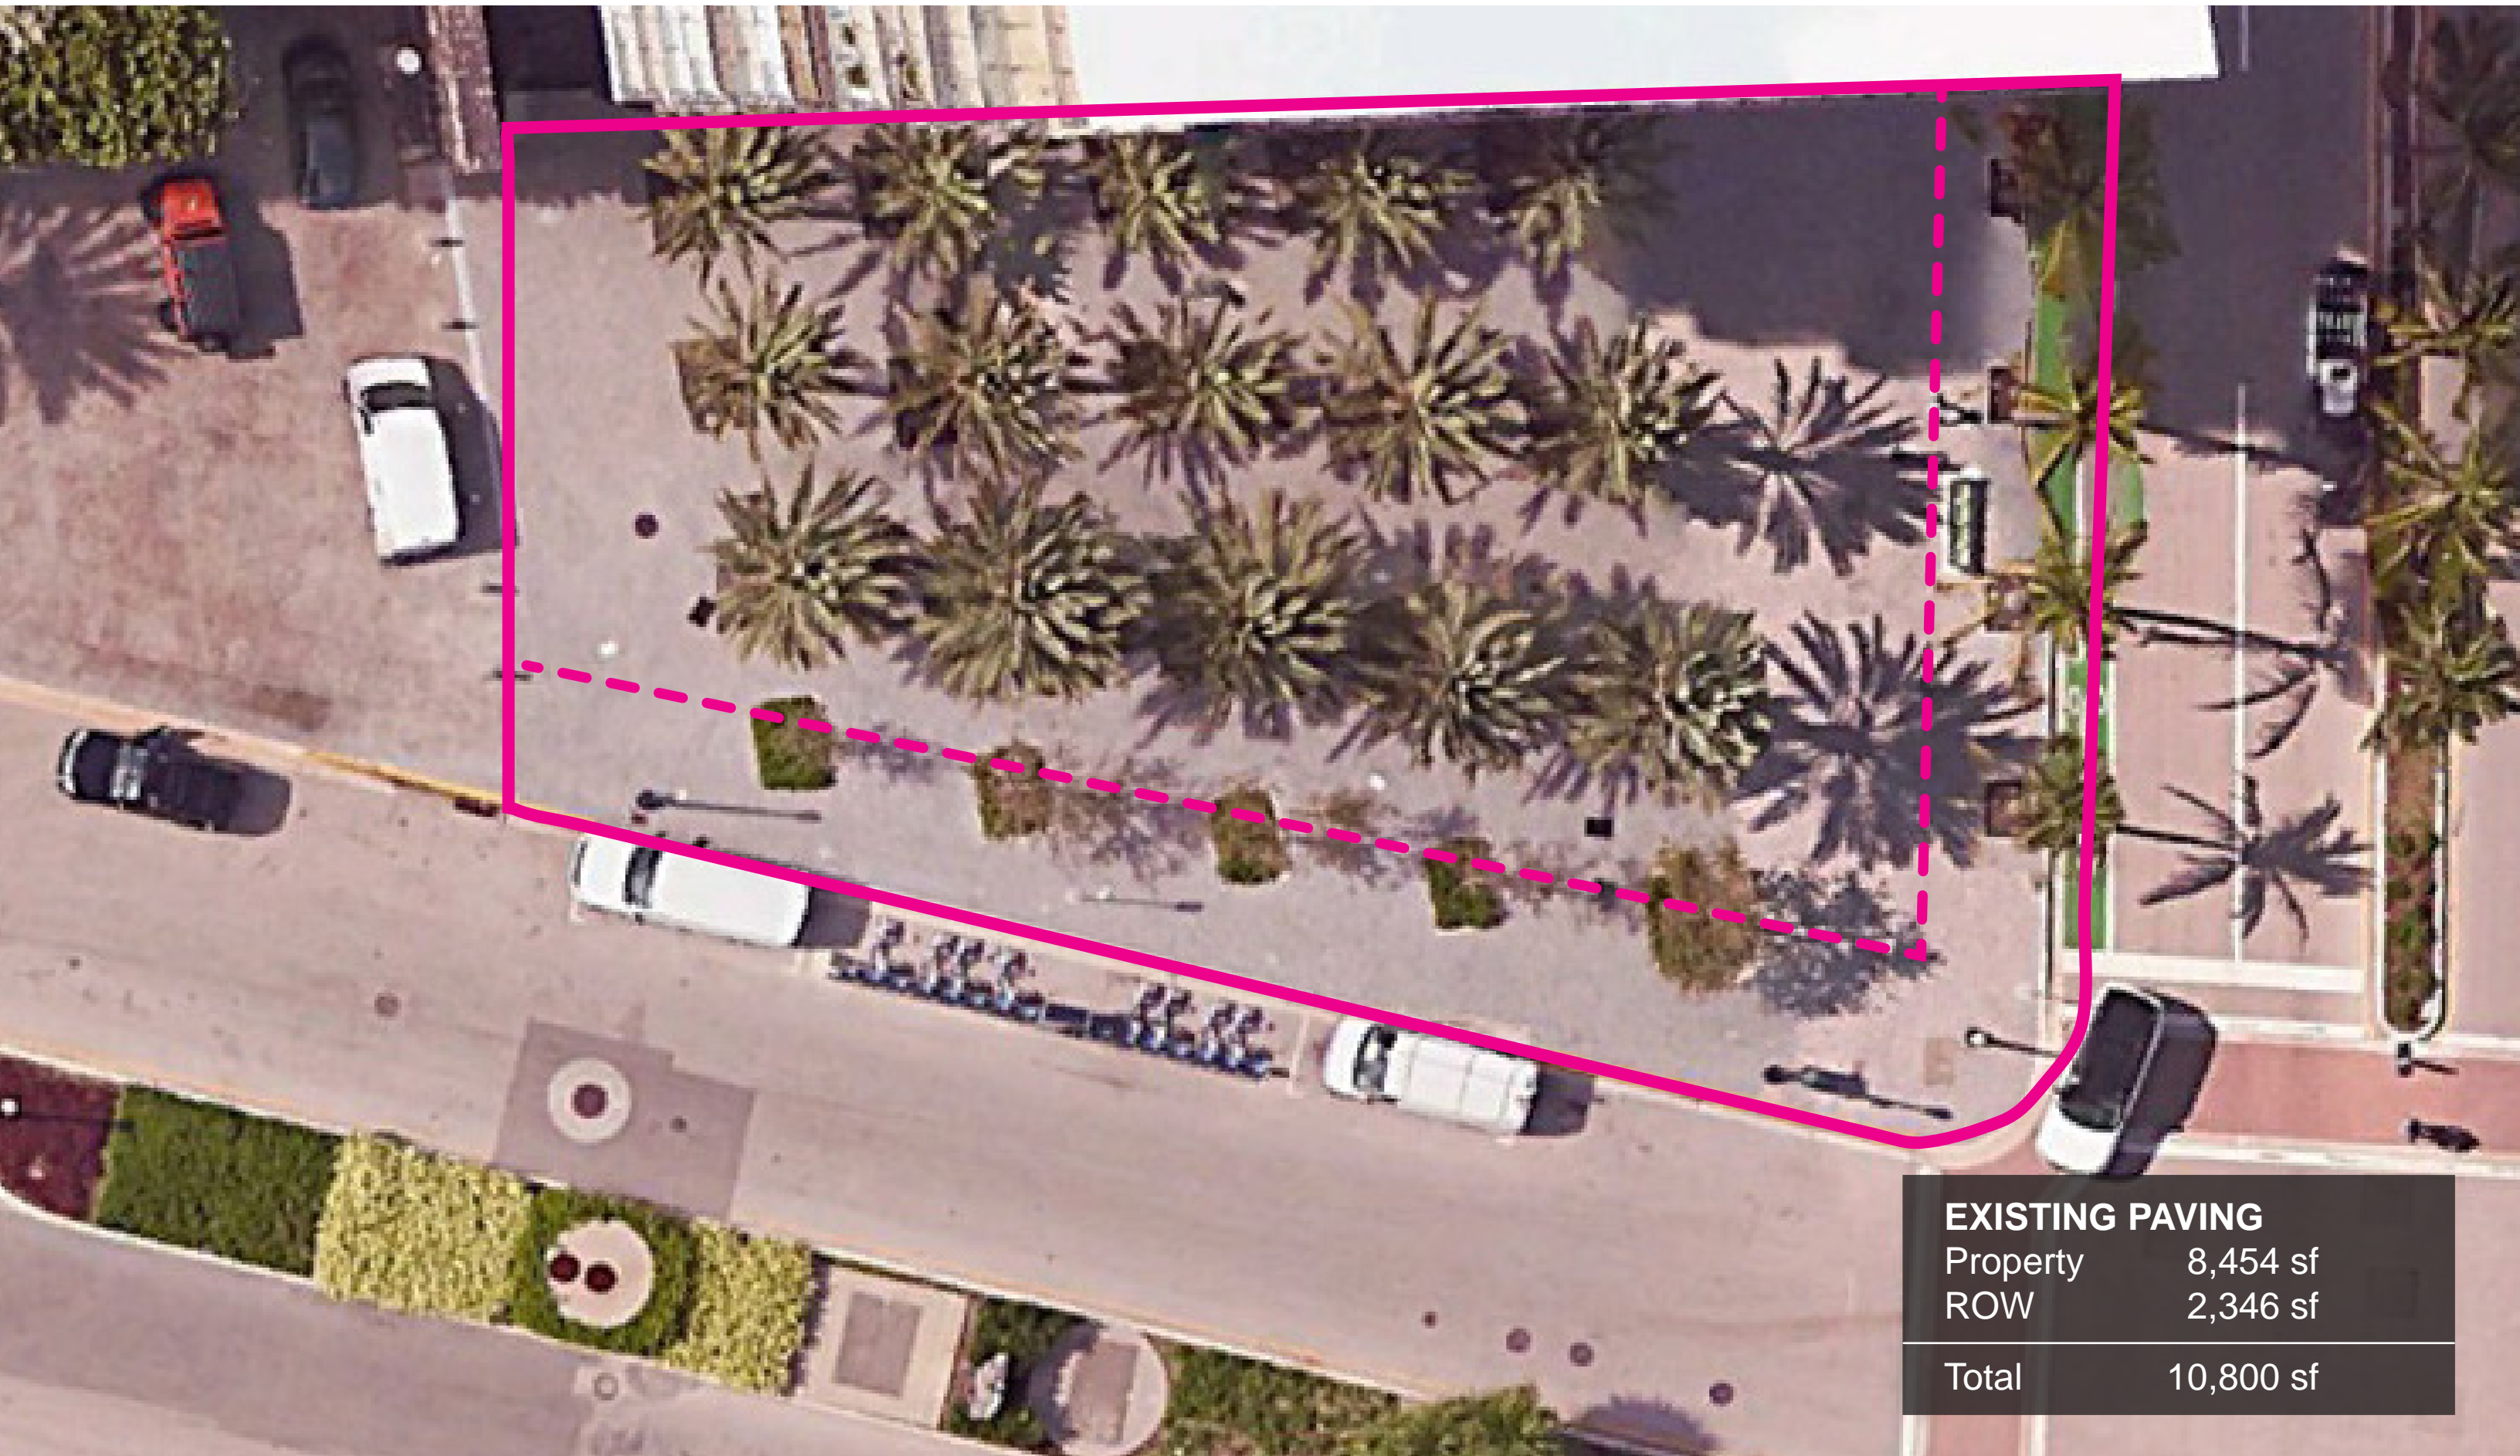 EXISTING PAVING
Property 8,454 sf
ROW 2,346 sf
Total 10,800 sf